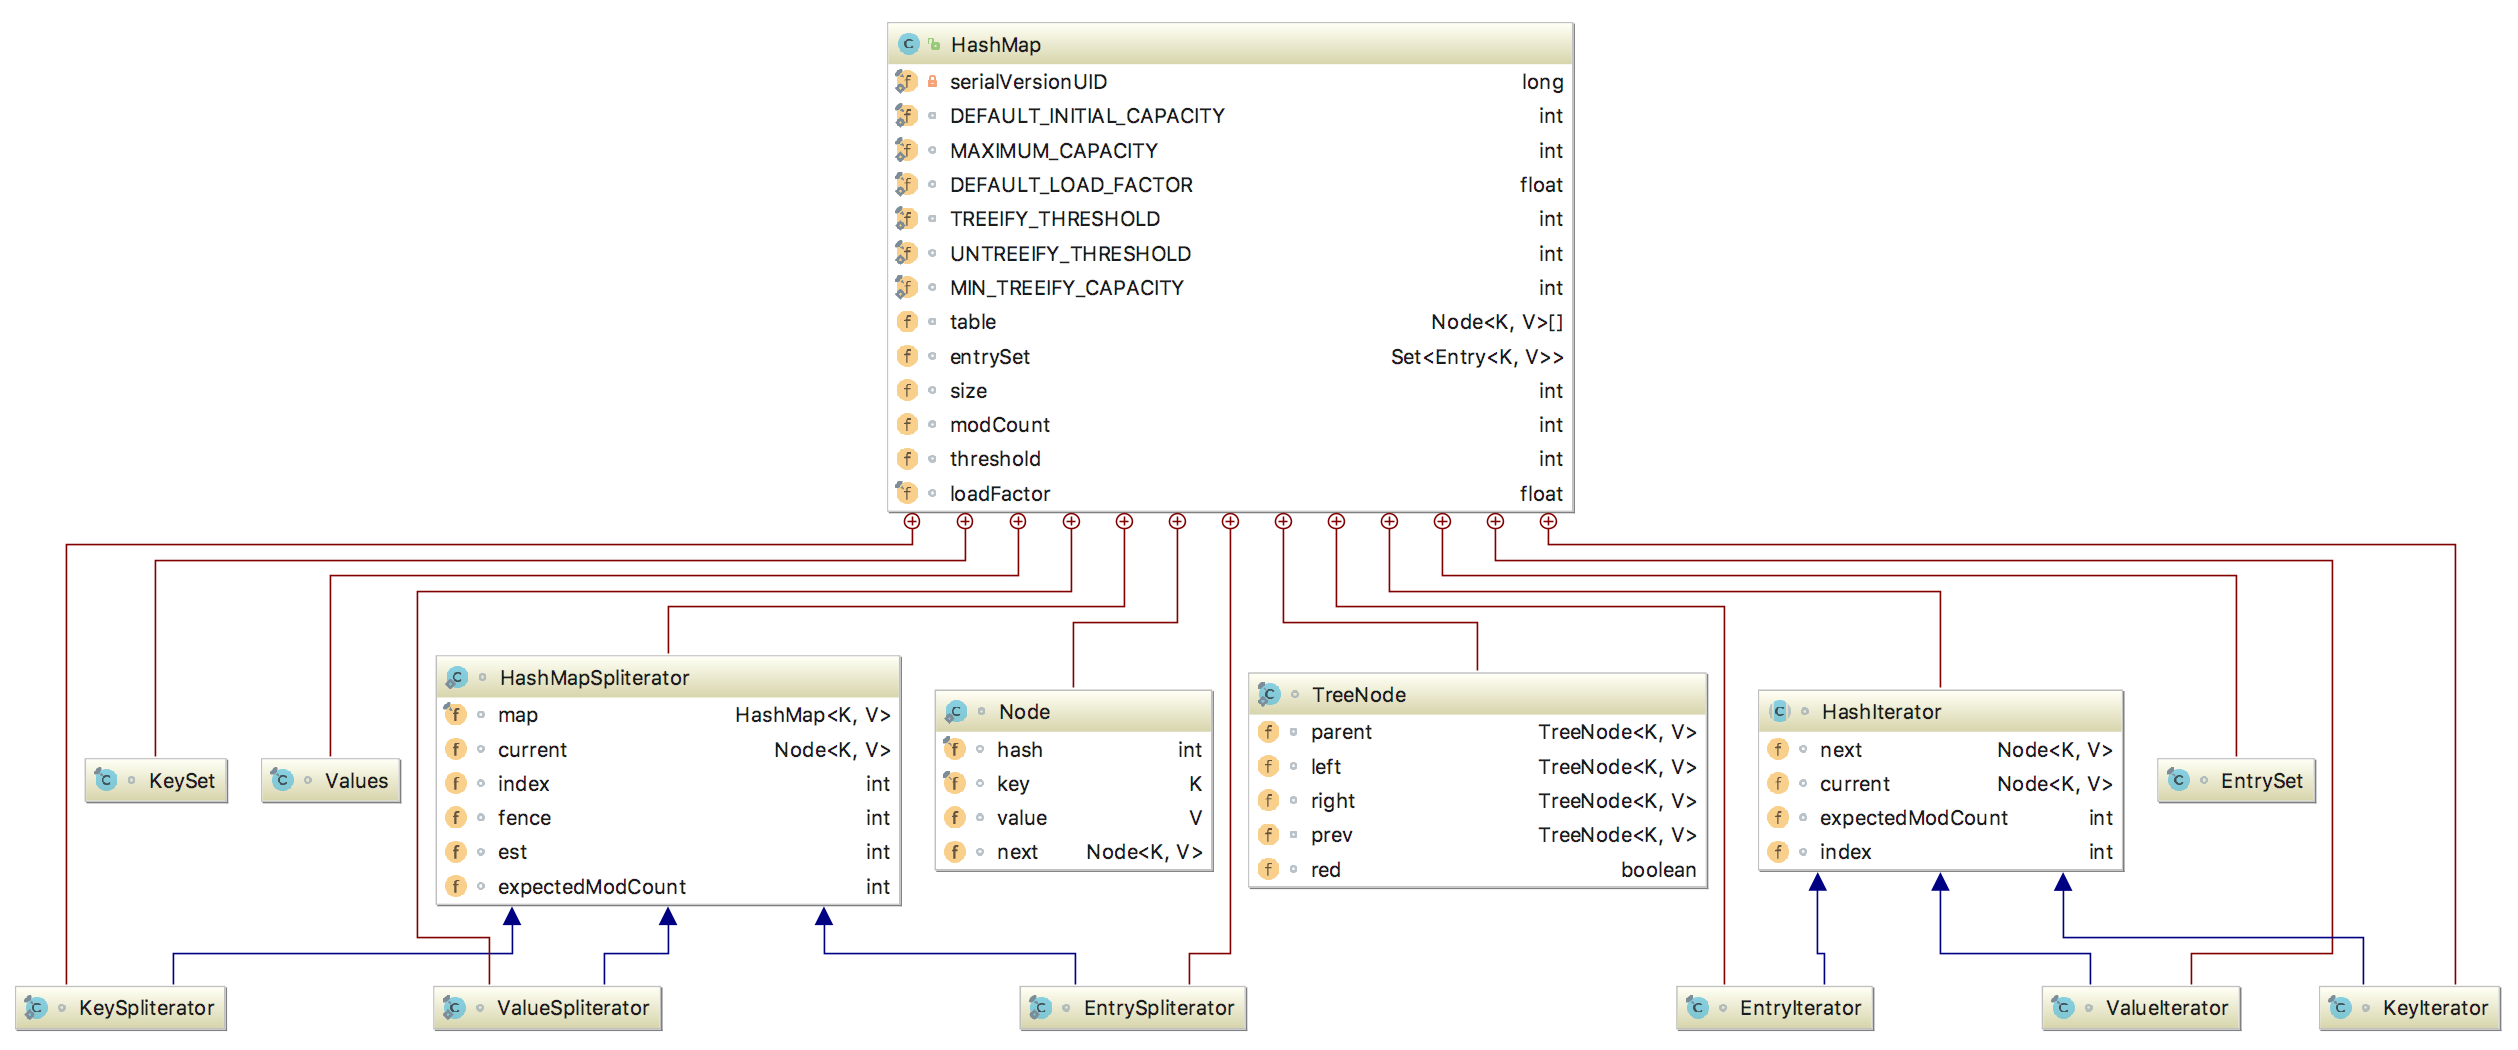 HashMap
serialVersionUID long
DEFAULT_INITIAL_CAPACITY int
MAXIMUM_CAPACITY int
DEFAULT_LOAD_FACTOR float
TREEIFY_THRESHOLD int
UNTREEIFY_THRESHOLD int
MIN_TREEIFY_CAPACITY int
table Node<K, V>[]
entrySet Set<Entry<K, V>>
size int
modCount int
threshold int
loadFactor float
KeySet
Values
HashMapSpliterator
map HashMap<K, V>
current Node<K, V>
index int
fence int
est int
expectedModCount int
Node
hash int
key K
value V
next Node<K, V>
TreeNode
parent TreeNode<K, V>
left TreeNode<K, V>
right TreeNode<K, V>
prev TreeNode<K, V>
red boolean
HashIterator
next Node<K, V>
current Node<K, V>
expectedModCount int
index int
EntrySet
KeySpliterator
ValueSpliterator
EntrySpliterator
EntryIterator
ValueIterator
KeyIterator